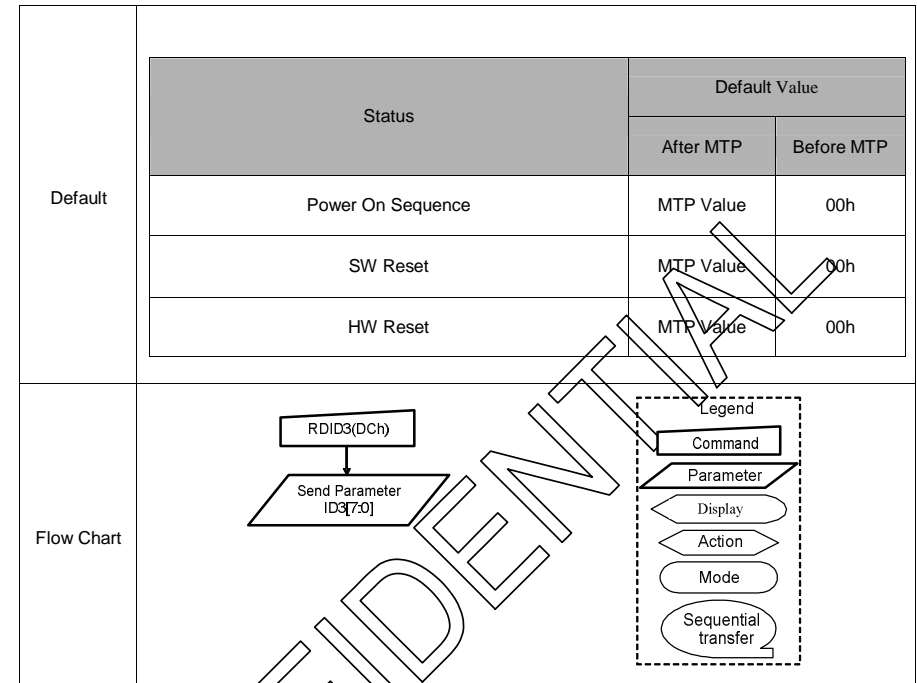 Default
Status
Default Value
After MTP
Before MTP
Power On Sequence
MTP Value
00h
SW Reset
MTP Value
00h
HW Reset
MTP Value
00h
Flow Chart
RDID3(DCh)
Send Parameter
ID3[7:0]
Legend
Command
Parameter
Display
Action
Mode
Sequential
transfer
FIDENTIAL